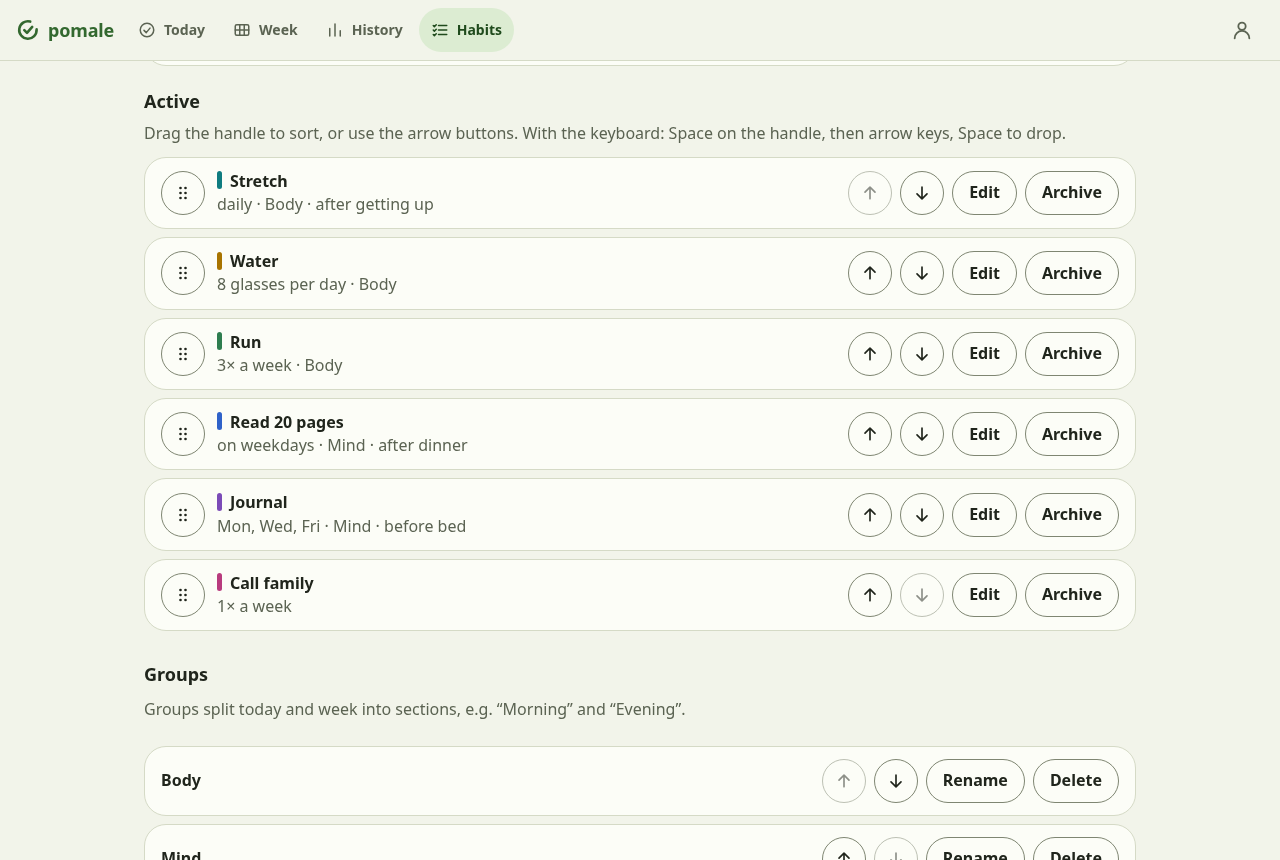 pomale
Today
Week
History
Habits
Active
Drag the handle to sort, or use the arrow buttons. With the keyboard: Space on the handle, then arrow keys, Space to drop.
Stretch
daily · Body · after getting up
Edit
Archive
Water
8 glasses per day · Body
Edit
Archive
Run
3× a week · Body
Edit
Archive
Read 20 pages
on weekdays · Mind · after dinner
Edit
Archive
Journal
Mon, Wed, Fri · Mind · before bed
Edit
Archive
Call family
1× a week
Edit
Archive
Groups
Groups split today and week into sections, e.g. “Morning” and “Evening”.
Body
Rename
Delete
Mind
Rename
Delete